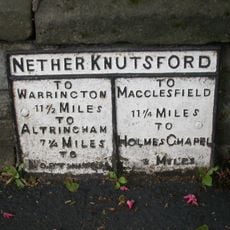 NETHER KNUTSFORD
TO
WARRINGTON
11½ MILES
TO
ALTRINCHAM
7¼ MILES
TO
TO
MACCLESFIELD
11¼ MILES
TO
HOLMES CHAPEL
MILES